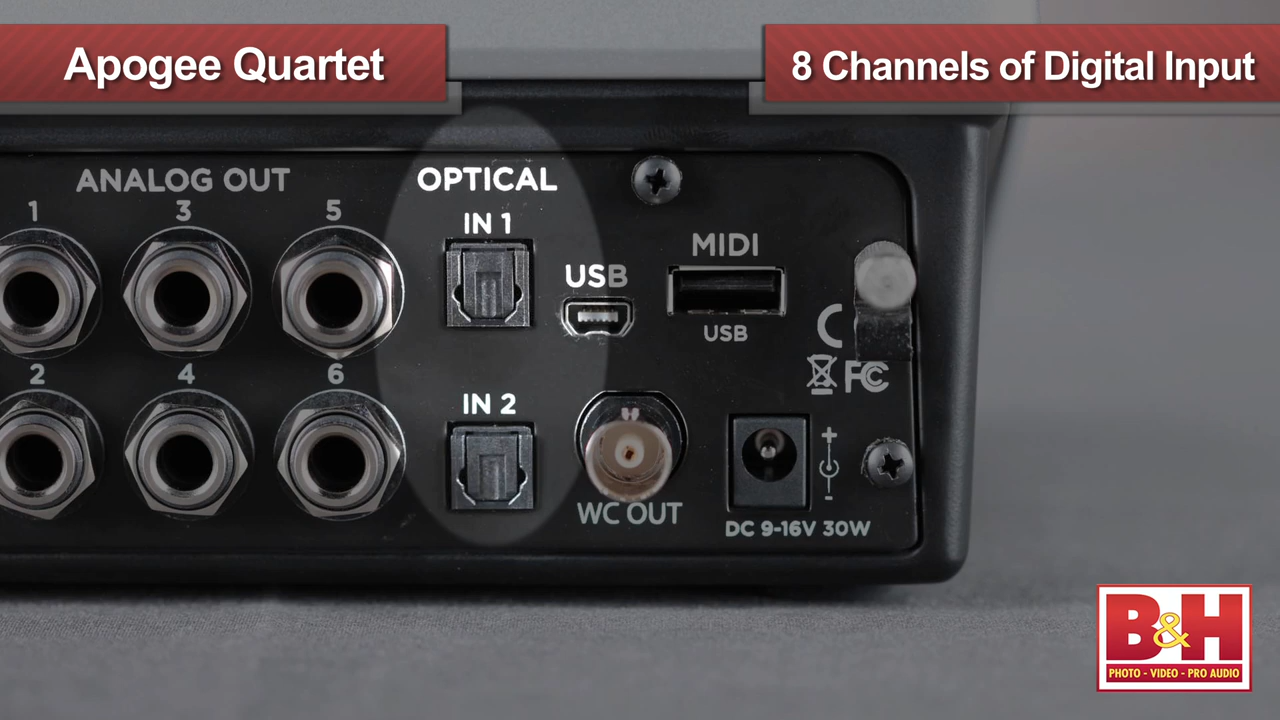 Apogee Quartet
8 Channels of Digital Input
ANALOG OUT
1
3
5
2
4
6
OPTICAL
IN 1
IN 2
USB
MIDI
USB
WC OUT
FC
+
-
DC 9-16V 30W
B&H
PHOTO - VIDEO - PRO AUDIO